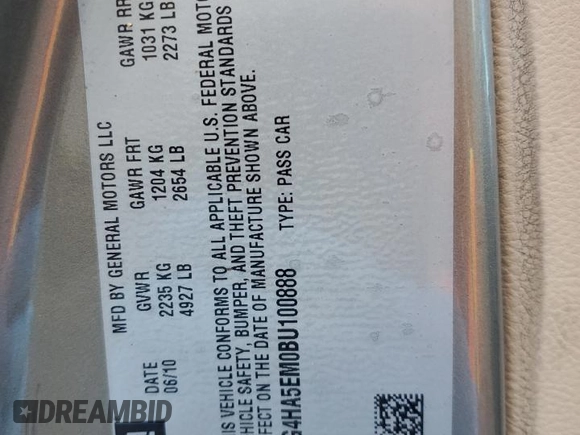 MFD BY GENERAL MOTORS LLC
DATE GVWR GAWR FRT GAWR RR
06/10 2235 KG 1204 KG 1031 KG
4927 LB 2654 LB 2273 LB
IS VEHICLE CONFORMS TO ALL APPLICABLE U.S. FEDERAL MOTO
VEHICLE SAFETY, BUMPER, AND THEFT PREVENTION STANDARDS
FECT ON THE DATE OF MANUFACTURE SHOWN ABOVE.
G4HA5EM0BU100888 TYPE: PASS CAR
DREAMBID